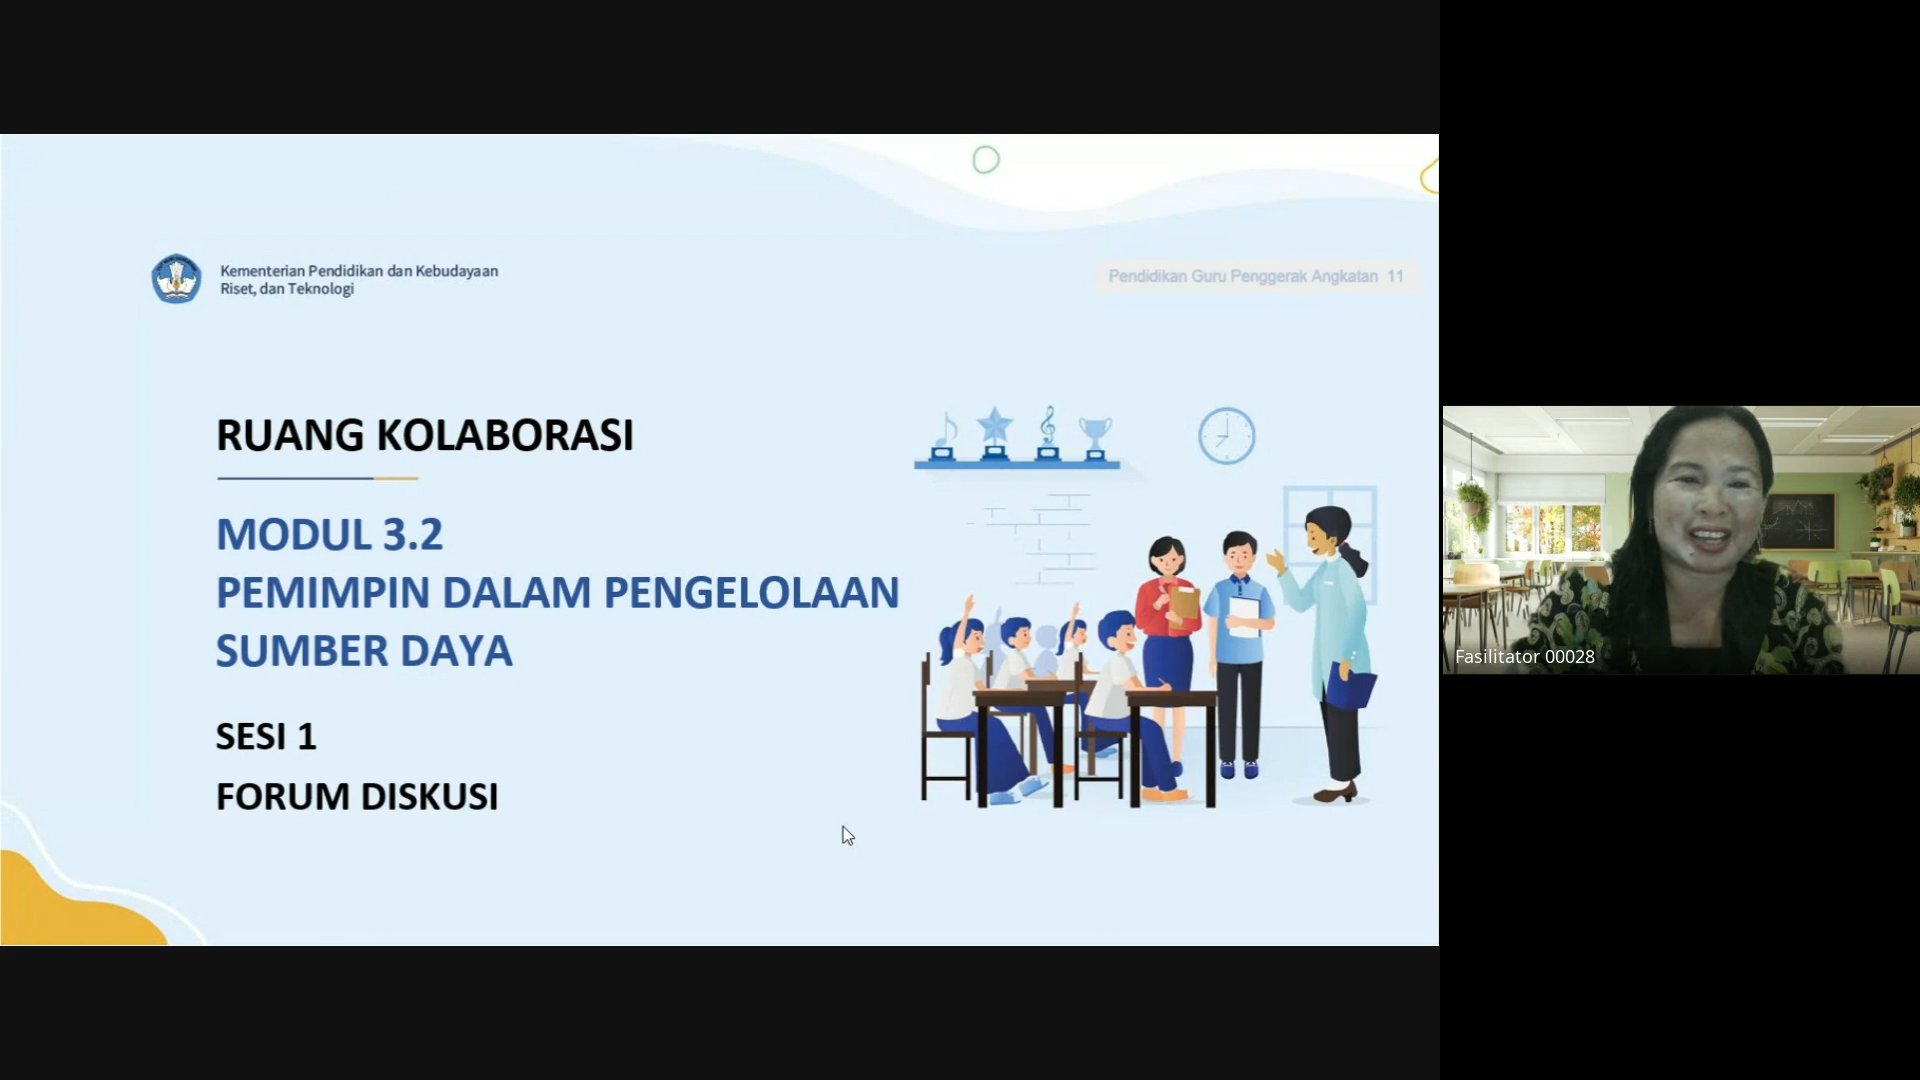 Kementerian Pendidikan dan Kebudayaan
Riset, dan Teknologi
Pendidikan Guru Penggerak Angkatan 11
RUANG KOLABORASI
MODUL 3.2
PEMIMPIN DALAM PENGELOLAAN
SUMBER DAYA
SESI 1
FORUM DISKUSI
Fasilitator 00028